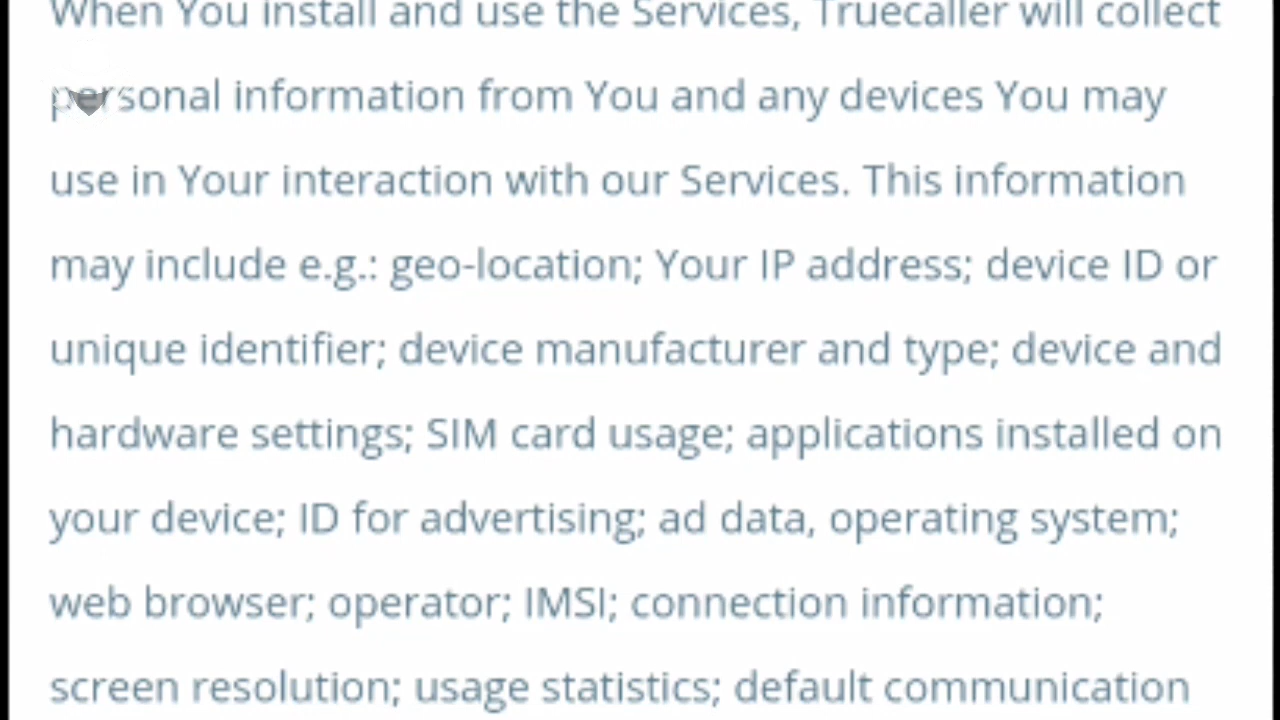 When You install and use the Services, Truecaller will collect
personal information from You and any devices You may
use in Your interaction with our Services. This information
may include e.g.: geo-location; Your IP address; device ID or
unique identifier; device manufacturer and type; device and
hardware settings; SIM card usage; applications installed on
your device; ID for advertising; ad data, operating system;
web browser; operator; IMSI; connection information;
screen resolution; usage statistics; default communication